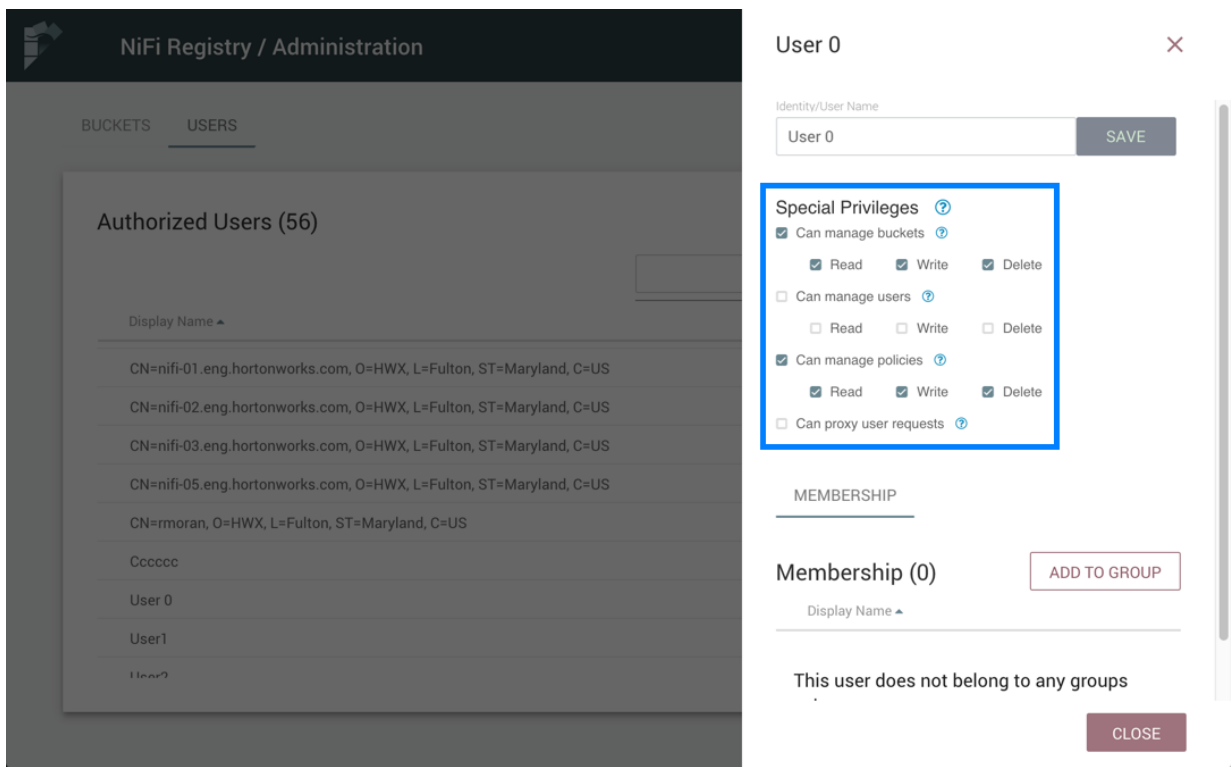 NiFi Registry / Administration
BUCKETS USERS
Authorized Users (56)
Display Name
CN=nifi-01.eng.hortonworks.com, O=HWX, L=Fulton, ST=Maryland, C=US
CN=nifi-02.eng.hortonworks.com, O=HWX, L=Fulton, ST=Maryland, C=US
CN=nifi-03.eng.hortonworks.com, O=HWX, L=Fulton, ST=Maryland, C=US
CN=nifi-05.eng.hortonworks.com, O=HWX, L=Fulton, ST=Maryland, C=US
CN=rmoran, O=HWX, L=Fulton, ST=Maryland, C=US
Cccccc
User 0
User1
User2
User 0
Identity/User Name
User 0 SAVE
Special Privileges ?
Can manage buckets ?
Read Write Delete
Can manage users ?
Read Write Delete
Can manage policies ?
Read Write Delete
Can proxy user requests ?
MEMBERSHIP
Membership (0) ADD TO GROUP
Display Name
This user does not belong to any groups
CLOSE